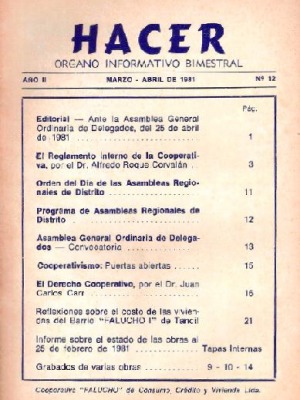 HACER
ORGANO INFORMATIVO BIMESTRAL
AÑO II MARZO - ABRIL DE 1981 Nº 12
Pág.
Editorial — Ante la Asamblea General
Ordinaria de Delegados, del 25 de abril
de 1981 1
El Reglamento Interno de la Cooperati-
va, por el Dr. Alfredo Roque Corvalán . . 3
Orden del Día de las Asambleas Regio-
nales de Distrito 11
Programa de Asambleas Regionales de
Distrito 12
Asamblea General Ordinaria de Delega-
dos — Convocatoria 13
Cooperativismo: Puertas abiertas 15
El Derecho Cooperativo, por el Dr. Juan
Carlos Carr 16
Reflexiones sobre el costo de las vivien-
das del Barrio "FALUCHO I" de Tandil 21
Informe sobre el estado de las obras al
25 de febrero de 1981 Tapas Internas
Grabados de varias obras 9 - 10 - 14
Cooperativa "FALUCHO" de Consumo, Crédito y Vivienda Ltda.